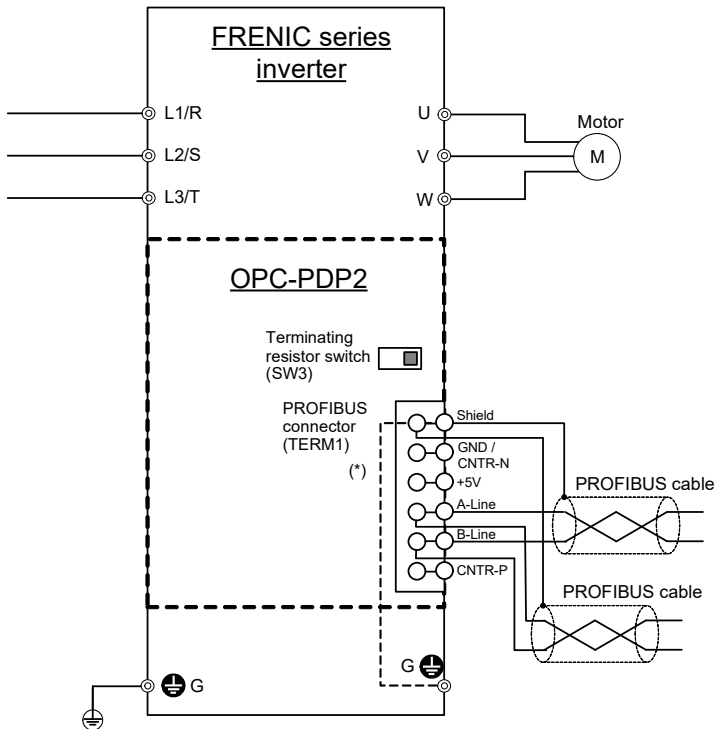 FRENIC series
inverter
L1/R
U
Motor
L2/S
V
M
L3/T
W
OPC-PDP2
Terminating
resistor switch
(SW3)
PROFIBUS
connector
(TERM1)
(*)
Shield
GND /
CNTR-N
+5V
A-Line
B-Line
CNTR-P
PROFIBUS cable
PROFIBUS cable
G
G